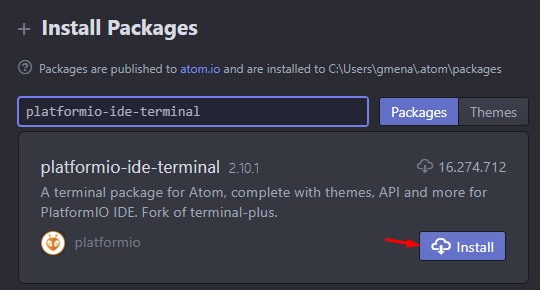 Install Packages
Packages are published to atom.io and are installed to C:\Users\gmena\.atom\packages
platformio-ide-terminal
Packages
Themes
platformio-ide-terminal 2.10.1
16.274.712
A terminal package for Atom, complete with themes, API and more for
PlatformIO IDE. Fork of terminal-plus.
platformio
Install